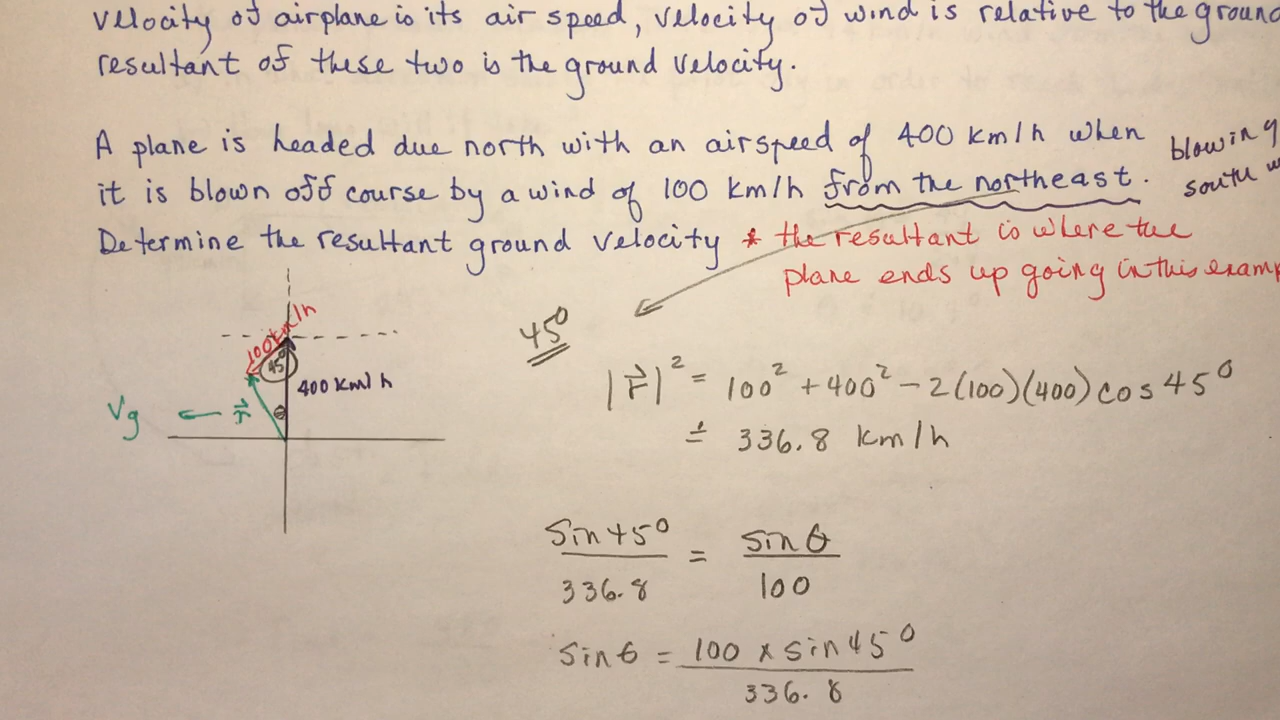 velocity of airplane is its air speed, velocity of wind is relative to the ground
resultant of these two is the ground velocity.
A plane is headed due north with an airspeed of 400 km/h when
it is blown off course by a wind of 100 km/h from the northeast.
blowing
south w
Determine the resultant ground velocity * the resultant is where the
plane ends up going in this examp
100 km/h
45°
400 km/h
Vg ← r⃗ θ
45°
|r⃗|² = 100² + 400² - 2(100)(400) cos 45°
≐ 336.8 km/h
sin 45° / 336.8 = sin θ / 100
sin θ = 100 × sin 45° / 336.8